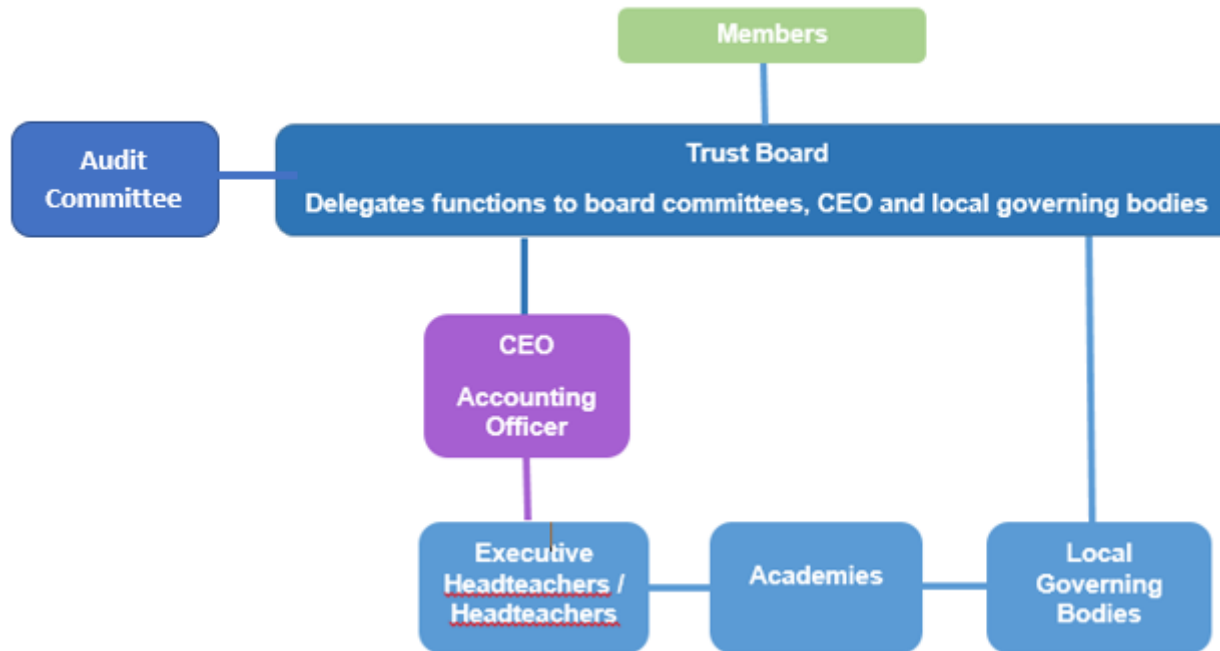 Members
Audit
Committee
Trust Board
Delegates functions to board committees, CEO and local governing bodies
CEO
Accounting
Officer
Executive
Headteachers /
Headteachers
Academies
Local
Governing
Bodies